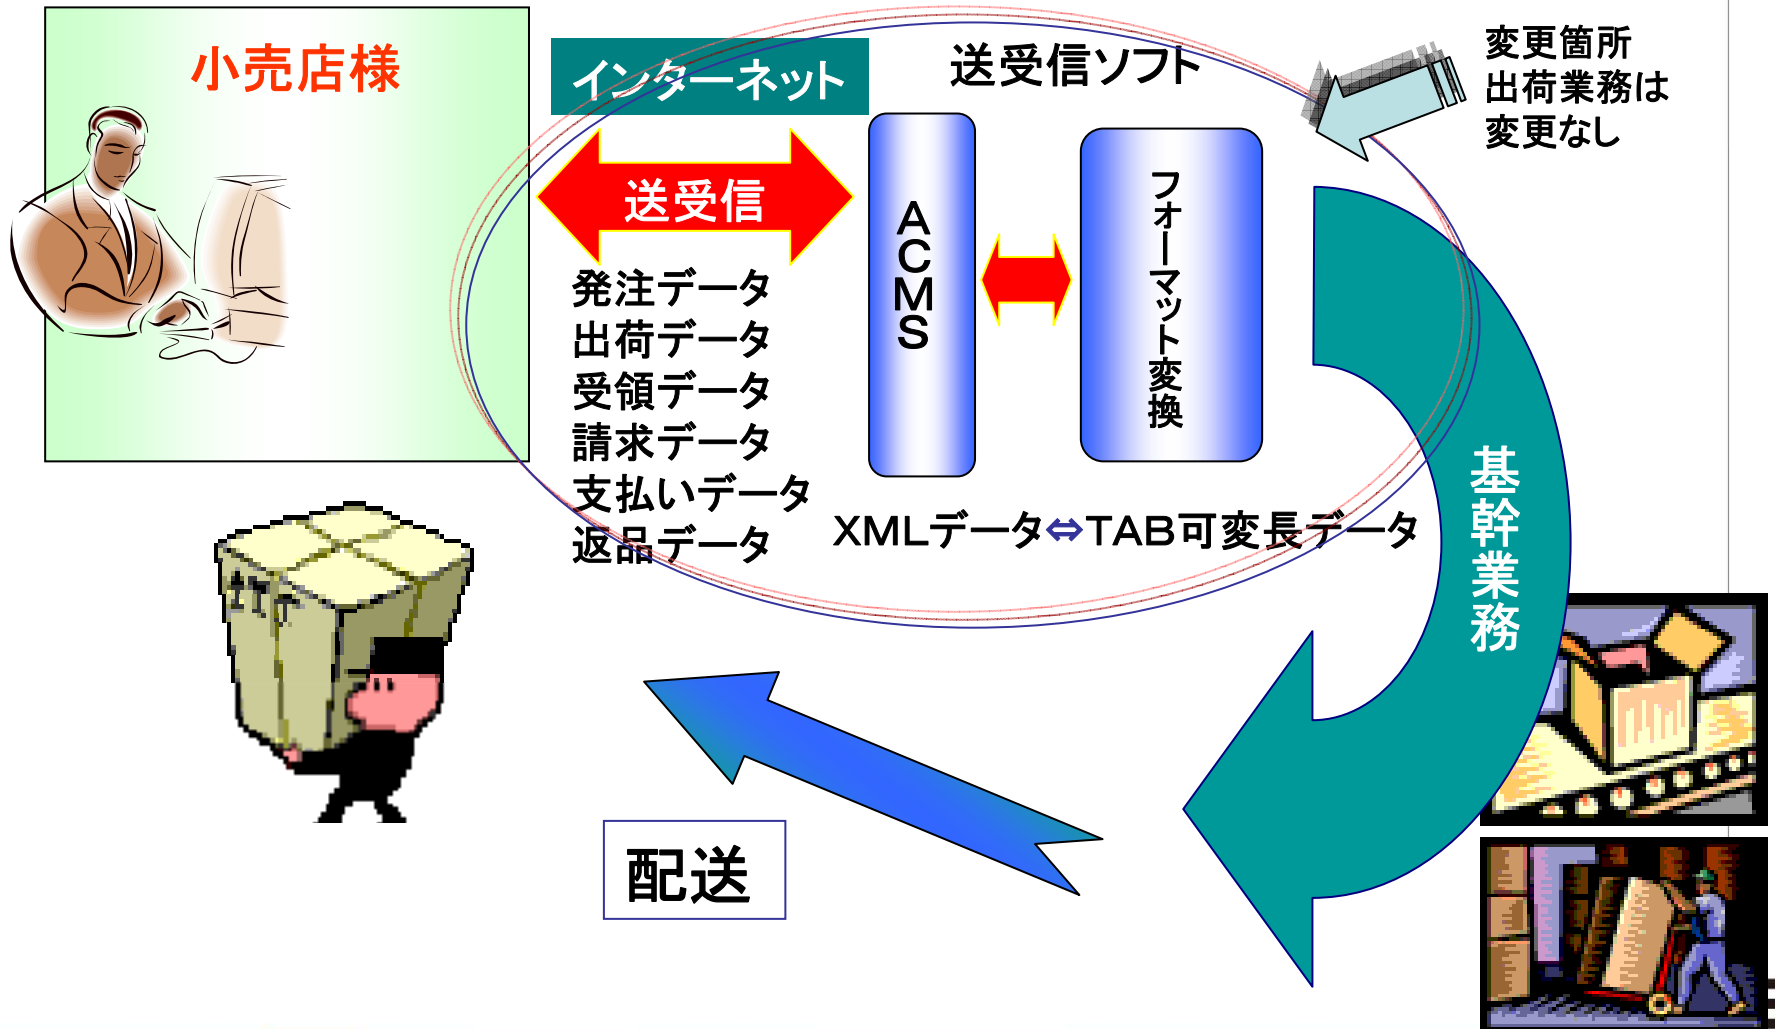 小売店様
インターネット
送受信ソフト
変更箇所
出荷業務は
変更なし
送受信
ACMS
フォーマット変換
発注データ
出荷データ
受領データ
請求データ
支払いデータ
返品データ
XMLデータ⇔TAB可変長データ
基幹業務
配送